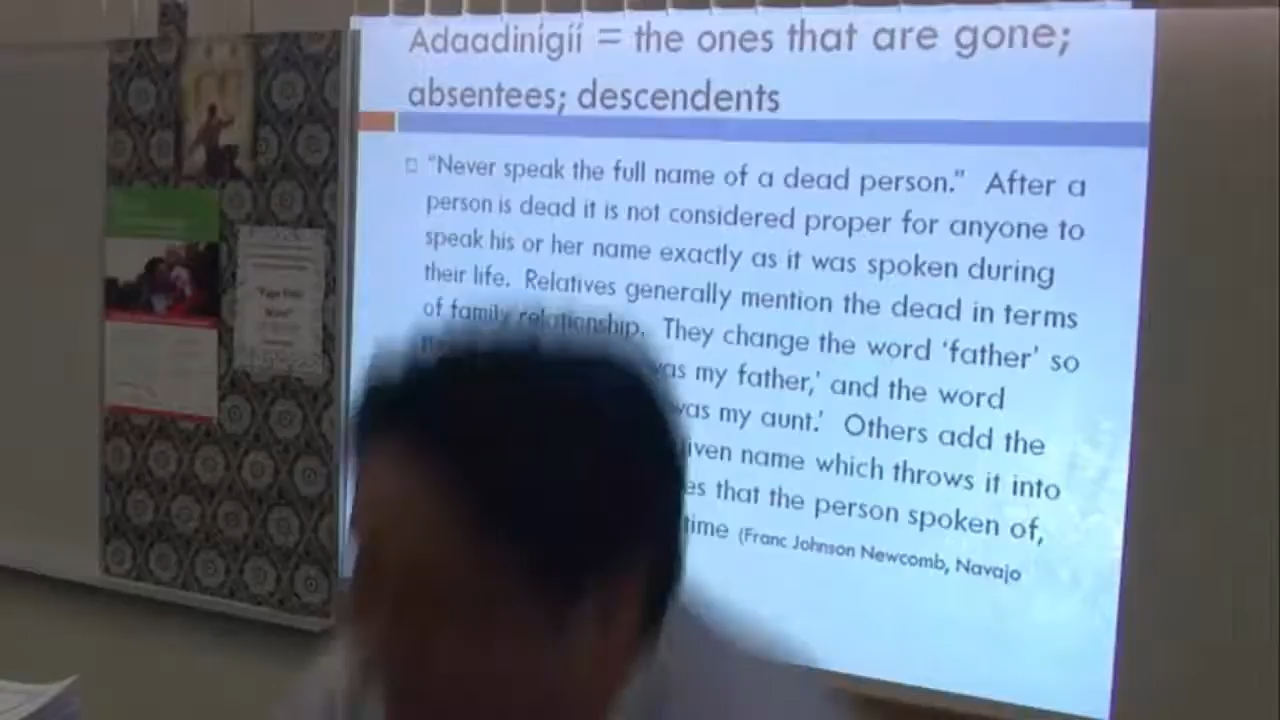 Adaadinígíí = the ones that are gone;
absentees; descendents
"Never speak the full name of a dead person." After a
person is dead it is not considered proper for anyone to
speak his or her name exactly as it was spoken during
their life. Relatives generally mention the dead in terms
of family relationship. They change the word 'father' so
was my father,' and the word
was my aunt.' Others add the
given name which throws it into
that the person spoken of,
time (Franc Johnson Newcomb, Navajo